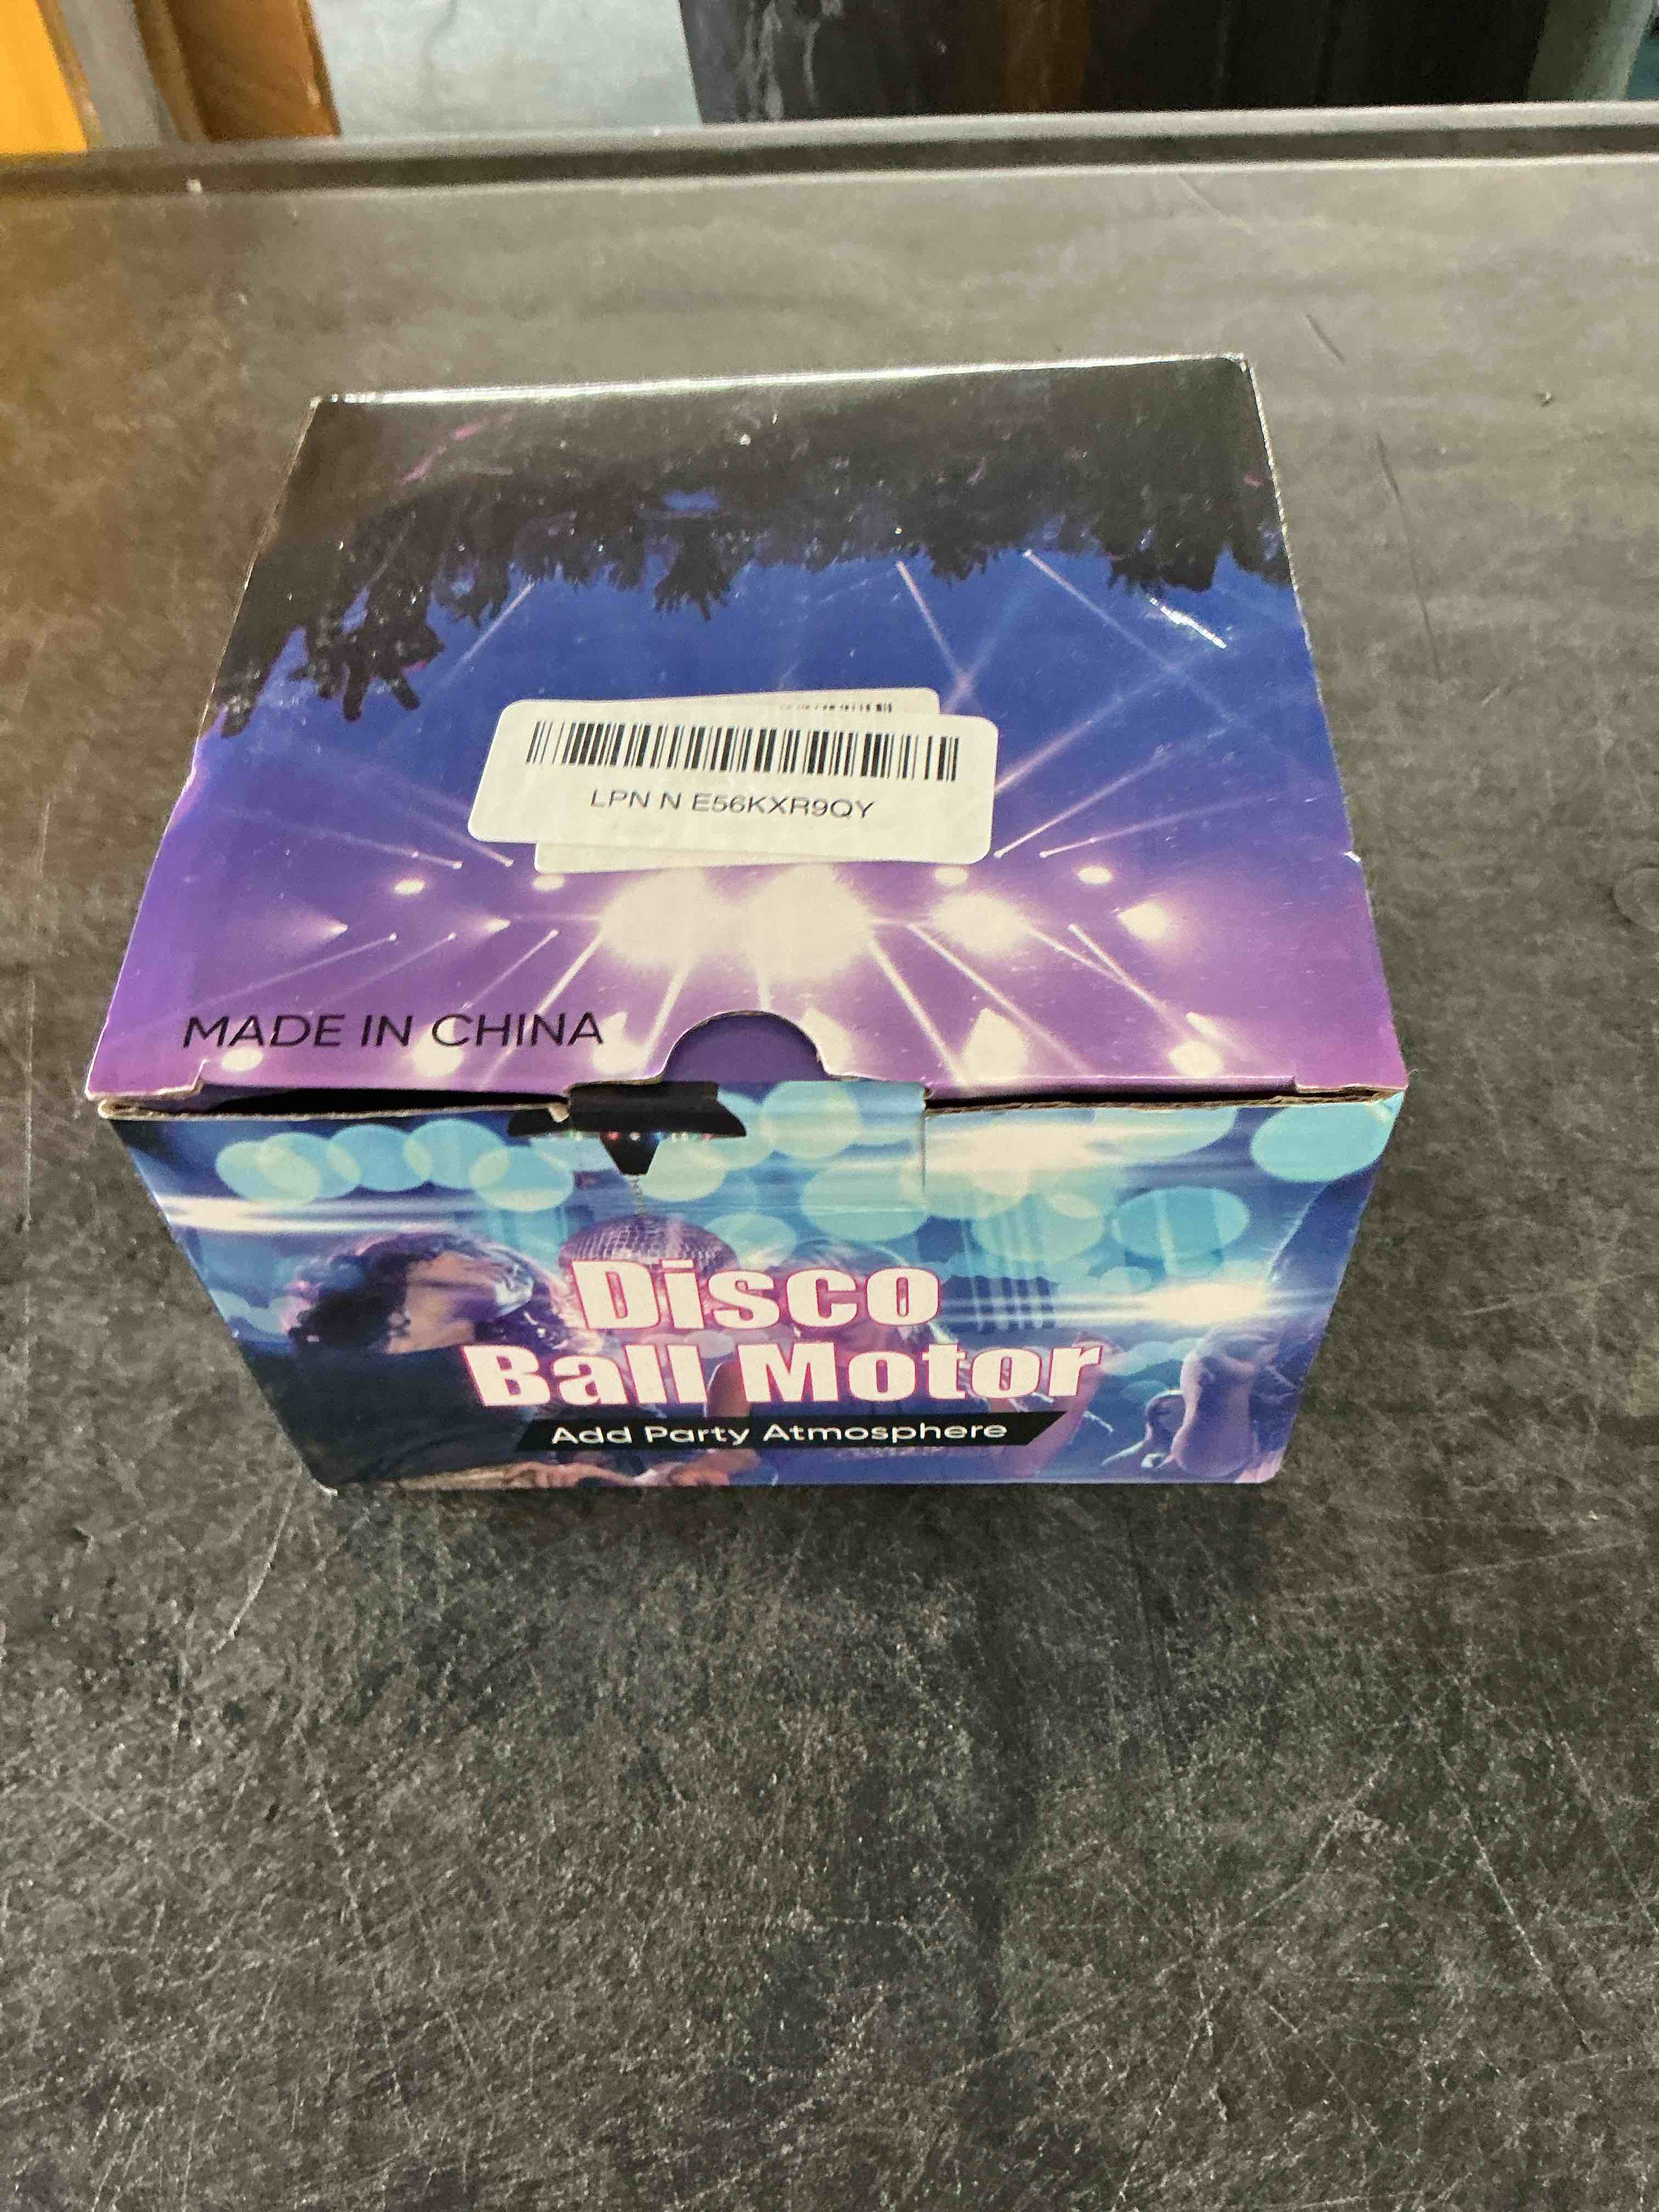 LPN N E56KXR9QY
MADE IN CHINA
Disco
Ball Motor
Add Party Atmosphere